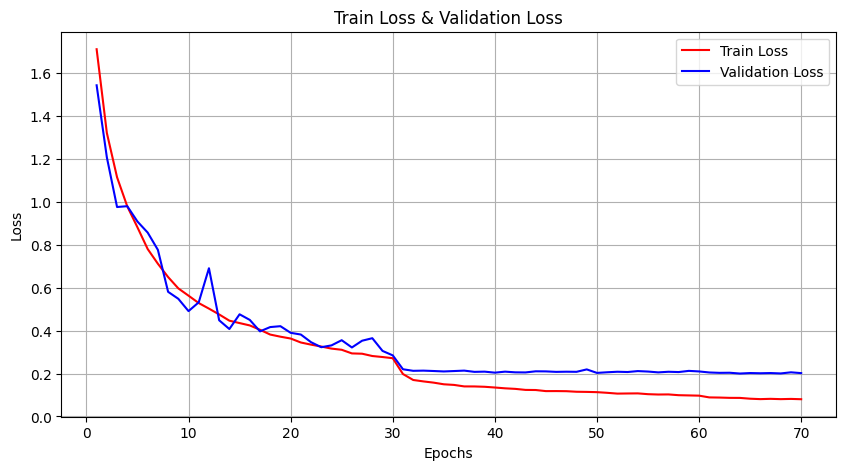 Train Loss & Validation Loss
Train Loss
Validation Loss
Loss
1.6
1.4
1.2
1.0
0.8
0.6
0.4
0.2
0.0
0 10 20 30 40 50 60 70
Epochs